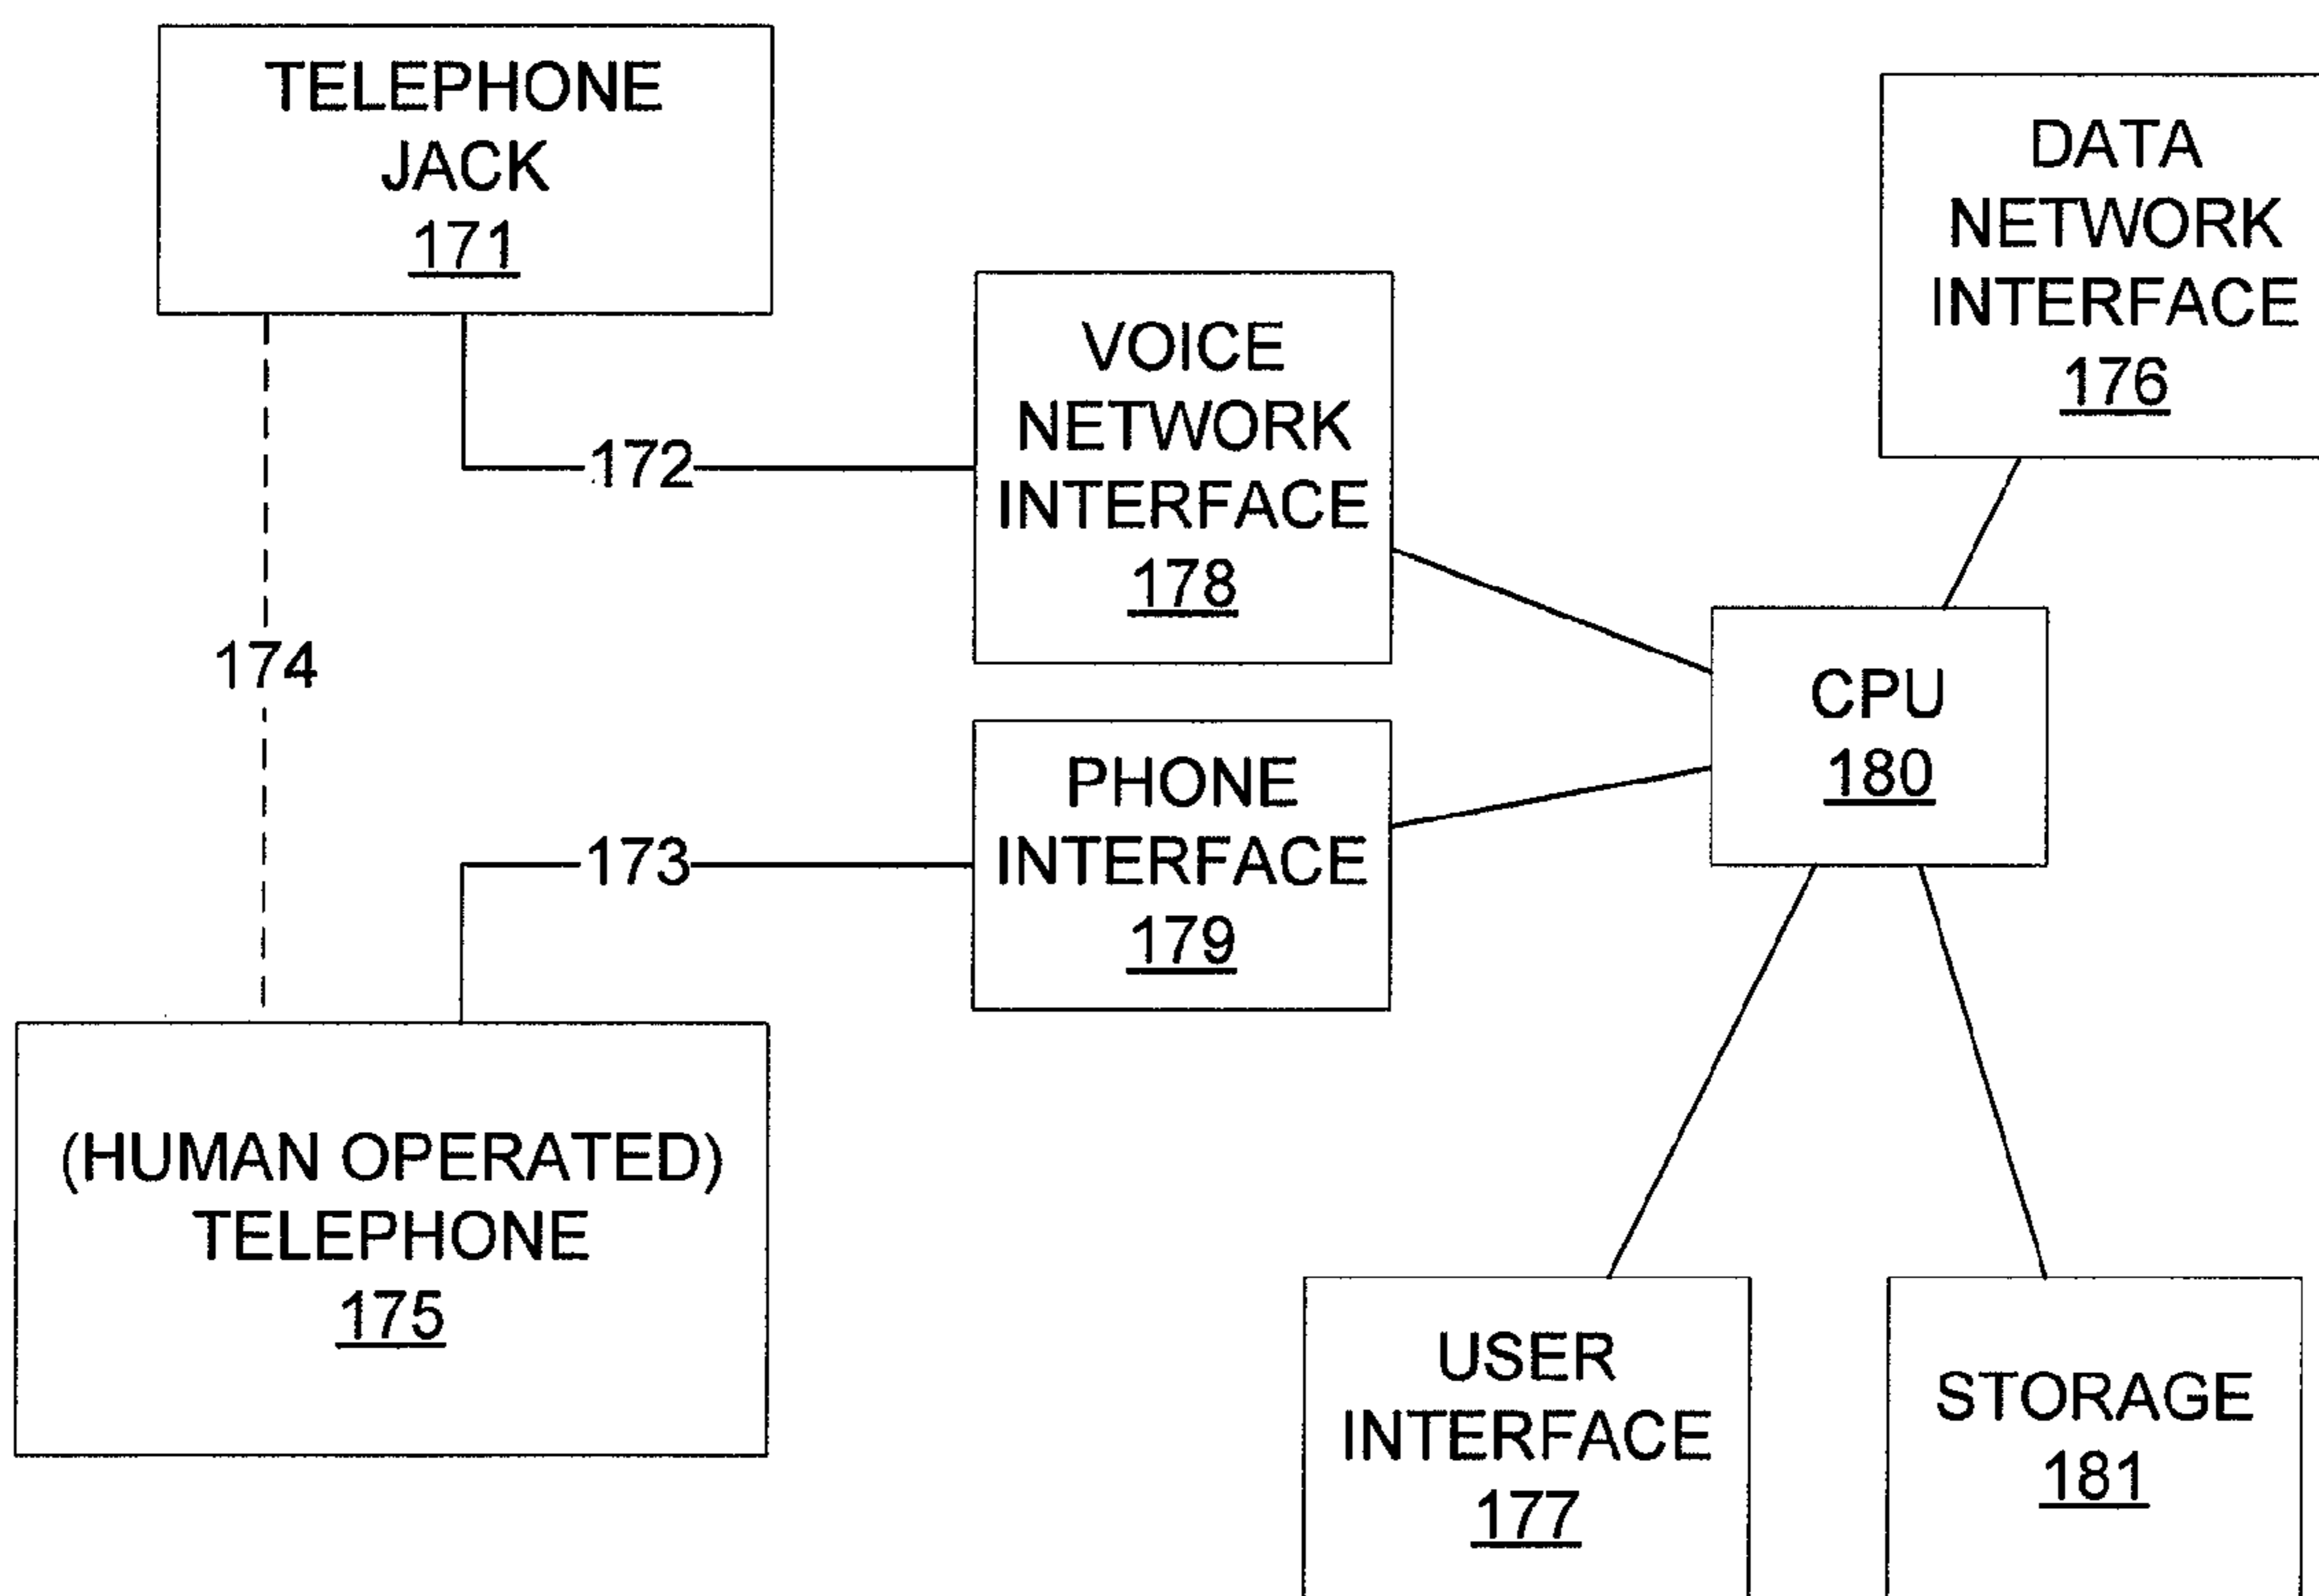 TELEPHONE
JACK
171
DATA
NETWORK
INTERFACE
176
VOICE
NETWORK
INTERFACE
178
172
174
CPU
180
PHONE
INTERFACE
179
173
(HUMAN OPERATED)
TELEPHONE
175
USER
INTERFACE
177
STORAGE
181